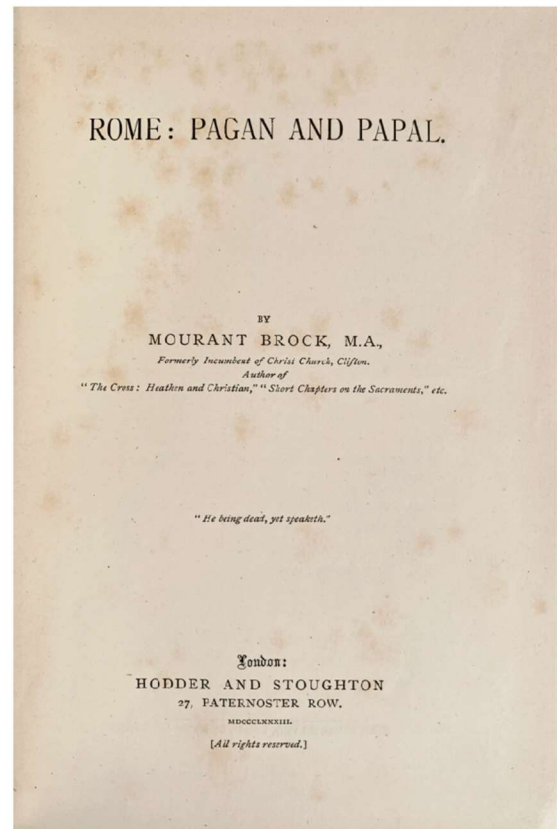 ROME: PAGAN AND PAPAL.
BY
MOURANT BROCK, M.A.,
Formerly Incumbent of Christ Church, Clifton.
Author of
"The Cross: Heathen and Christian," "Short Chapters on the Sacraments," etc.
"He being dead, yet speaketh."
London:
HODDER AND STOUGHTON
27, PATERNOSTER ROW.
MDCCCLXXXIII.
[All rights reserved.]